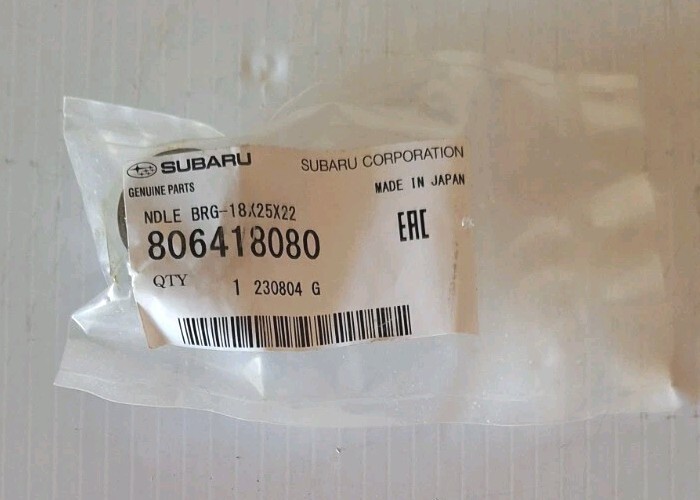 SUBARU SUBARU CORPORATION
GENUINE PARTS MADE IN JAPAN
NDLE BRG-18X25X22
806418080 EAC
QTY 1 230804 G